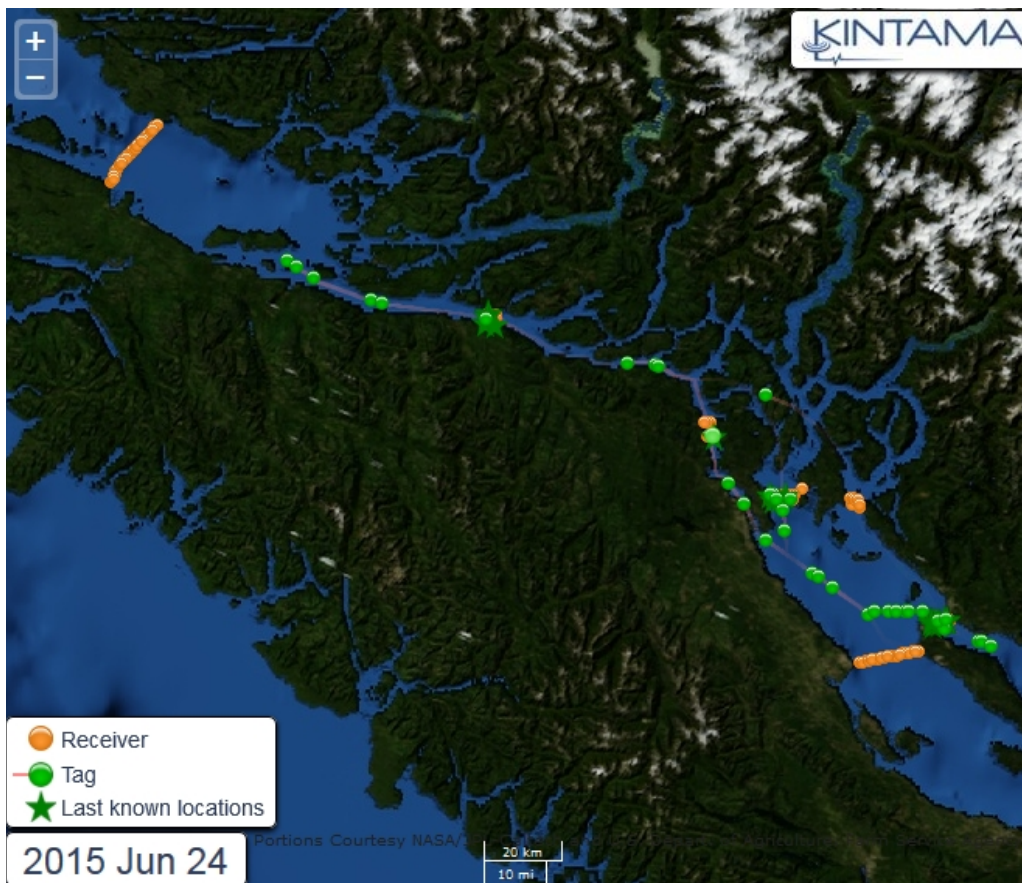 +
KINTAMA
−
Receiver
Tag
Last known locations
Portions Courtesy NASA/
2015 Jun 24
20 km
10 mi